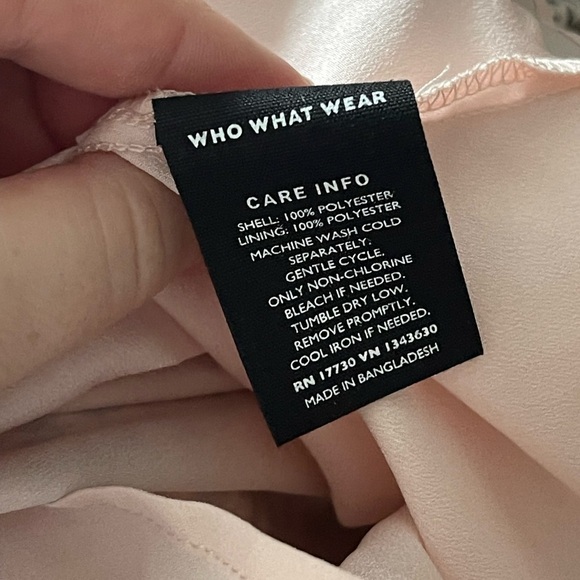 WHO WHAT WEAR
CARE INFO
SHELL: 100% POLYESTER
LINING: 100% POLYESTER
MACHINE WASH COLD
SEPARATELY.
GENTLE CYCLE.
ONLY NON-CHLORINE
BLEACH IF NEEDED.
TUMBLE DRY LOW.
REMOVE PROMPTLY.
COOL IRON IF NEEDED.
RN 17730 VN 1343630
MADE IN BANGLADESH